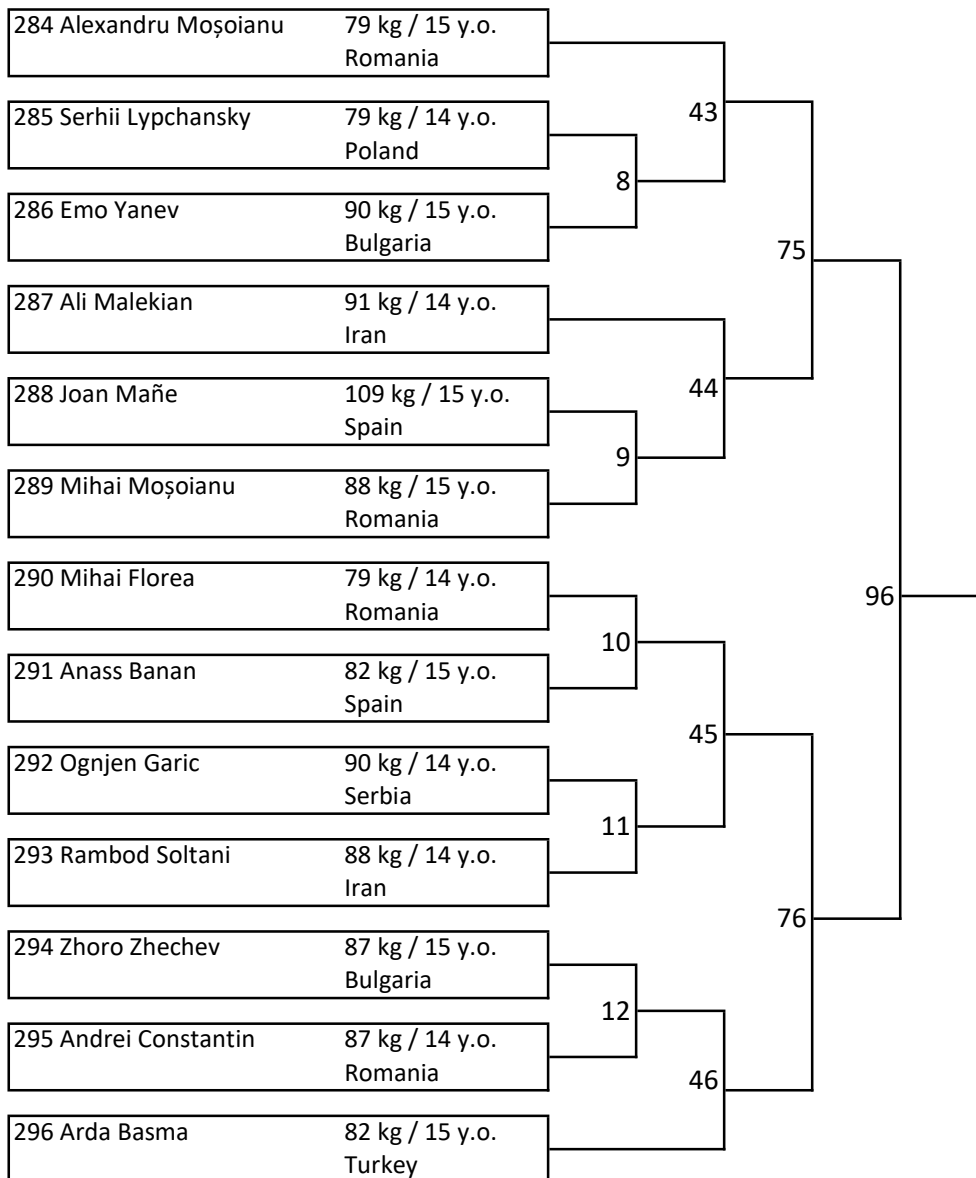 284 Alexandru Moșoianu 79 kg / 15 y.o.
Romania
43
285 Serhii Lypchansky 79 kg / 14 y.o.
Poland
8
286 Emo Yanev 90 kg / 15 y.o.
Bulgaria
75
287 Ali Malekian 91 kg / 14 y.o.
Iran
44
288 Joan Mañe 109 kg / 15 y.o.
Spain
9
289 Mihai Moșoianu 88 kg / 15 y.o.
Romania
290 Mihai Florea 79 kg / 14 y.o.
Romania
96
10
291 Anass Banan 82 kg / 15 y.o.
Spain
45
292 Ognjen Garic 90 kg / 14 y.o.
Serbia
11
293 Rambod Soltani 88 kg / 14 y.o.
Iran
76
294 Zhoro Zhechev 87 kg / 15 y.o.
Bulgaria
12
295 Andrei Constantin 87 kg / 14 y.o.
Romania
46
296 Arda Basma 82 kg / 15 y.o.
Turkey